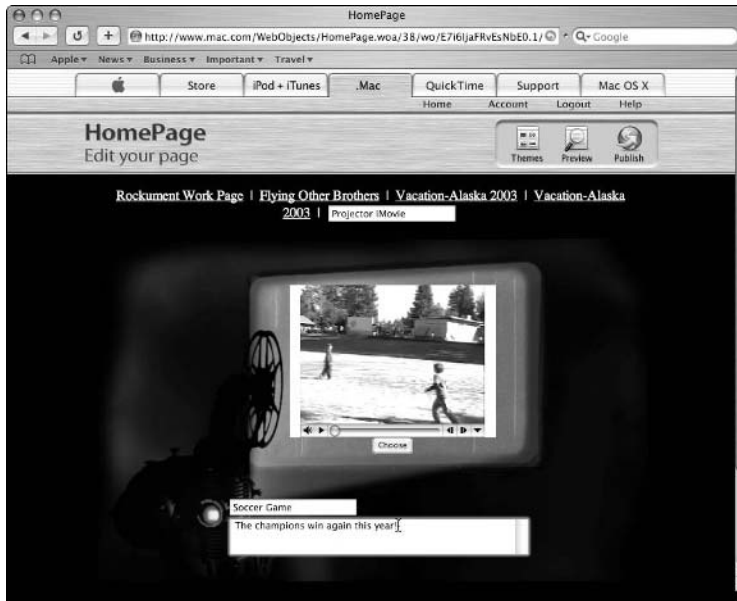 HomePage
http://www.mac.com/WebObjects/HomePage.woa/38/wo/E7i6IjaFRvEsNbE0.1/
Google
Apple News Business Important Travel
Store iPod + iTunes .Mac QuickTime Support Mac OS X
Home Account Logout Help
HomePage
Edit your page
Themes Preview Publish
Rockument Work Page | Flying Other Brothers | Vacation-Alaska 2003 | Vacation-Alaska
2003 | Projector iMovie
Choose
Soccer Game
The champions win again this year!